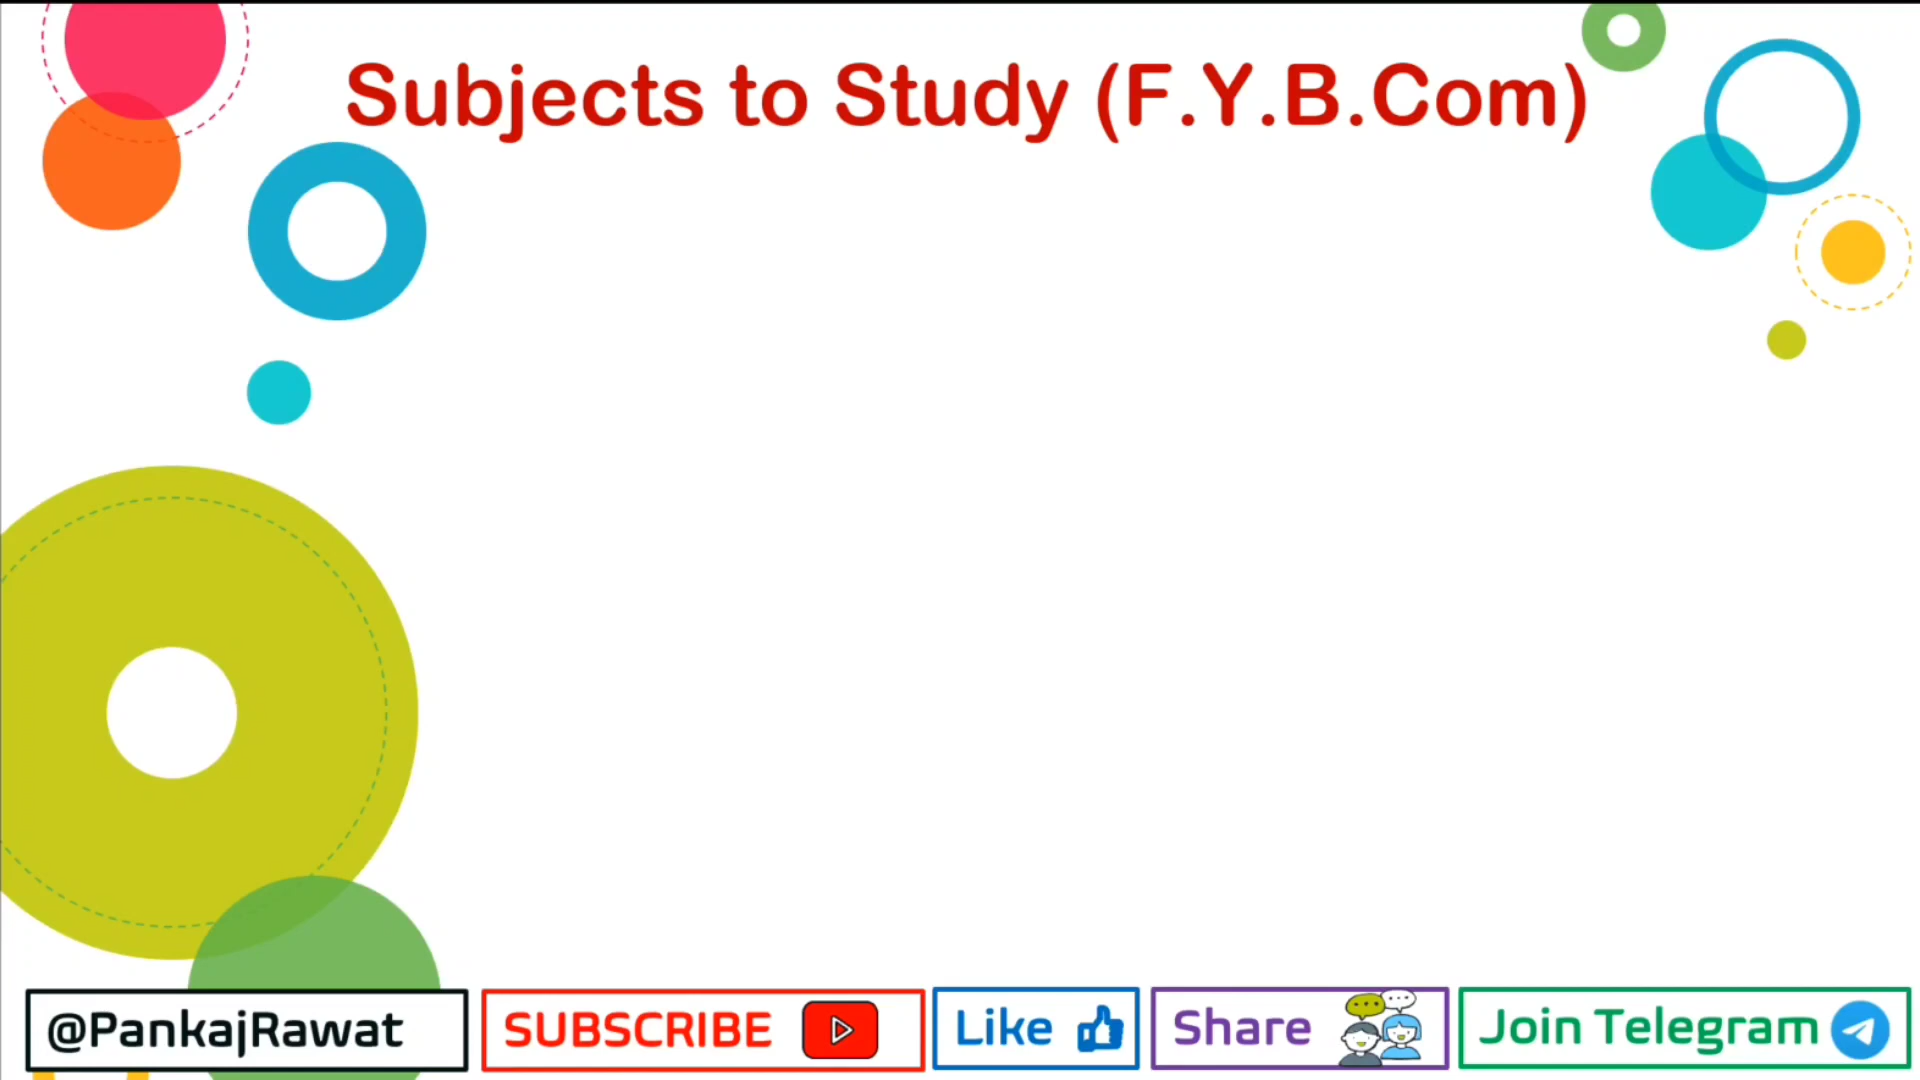 Subjects to Study (F.Y.B.Com)
@PankajRawat
SUBSCRIBE
Like
Share
Join Telegram